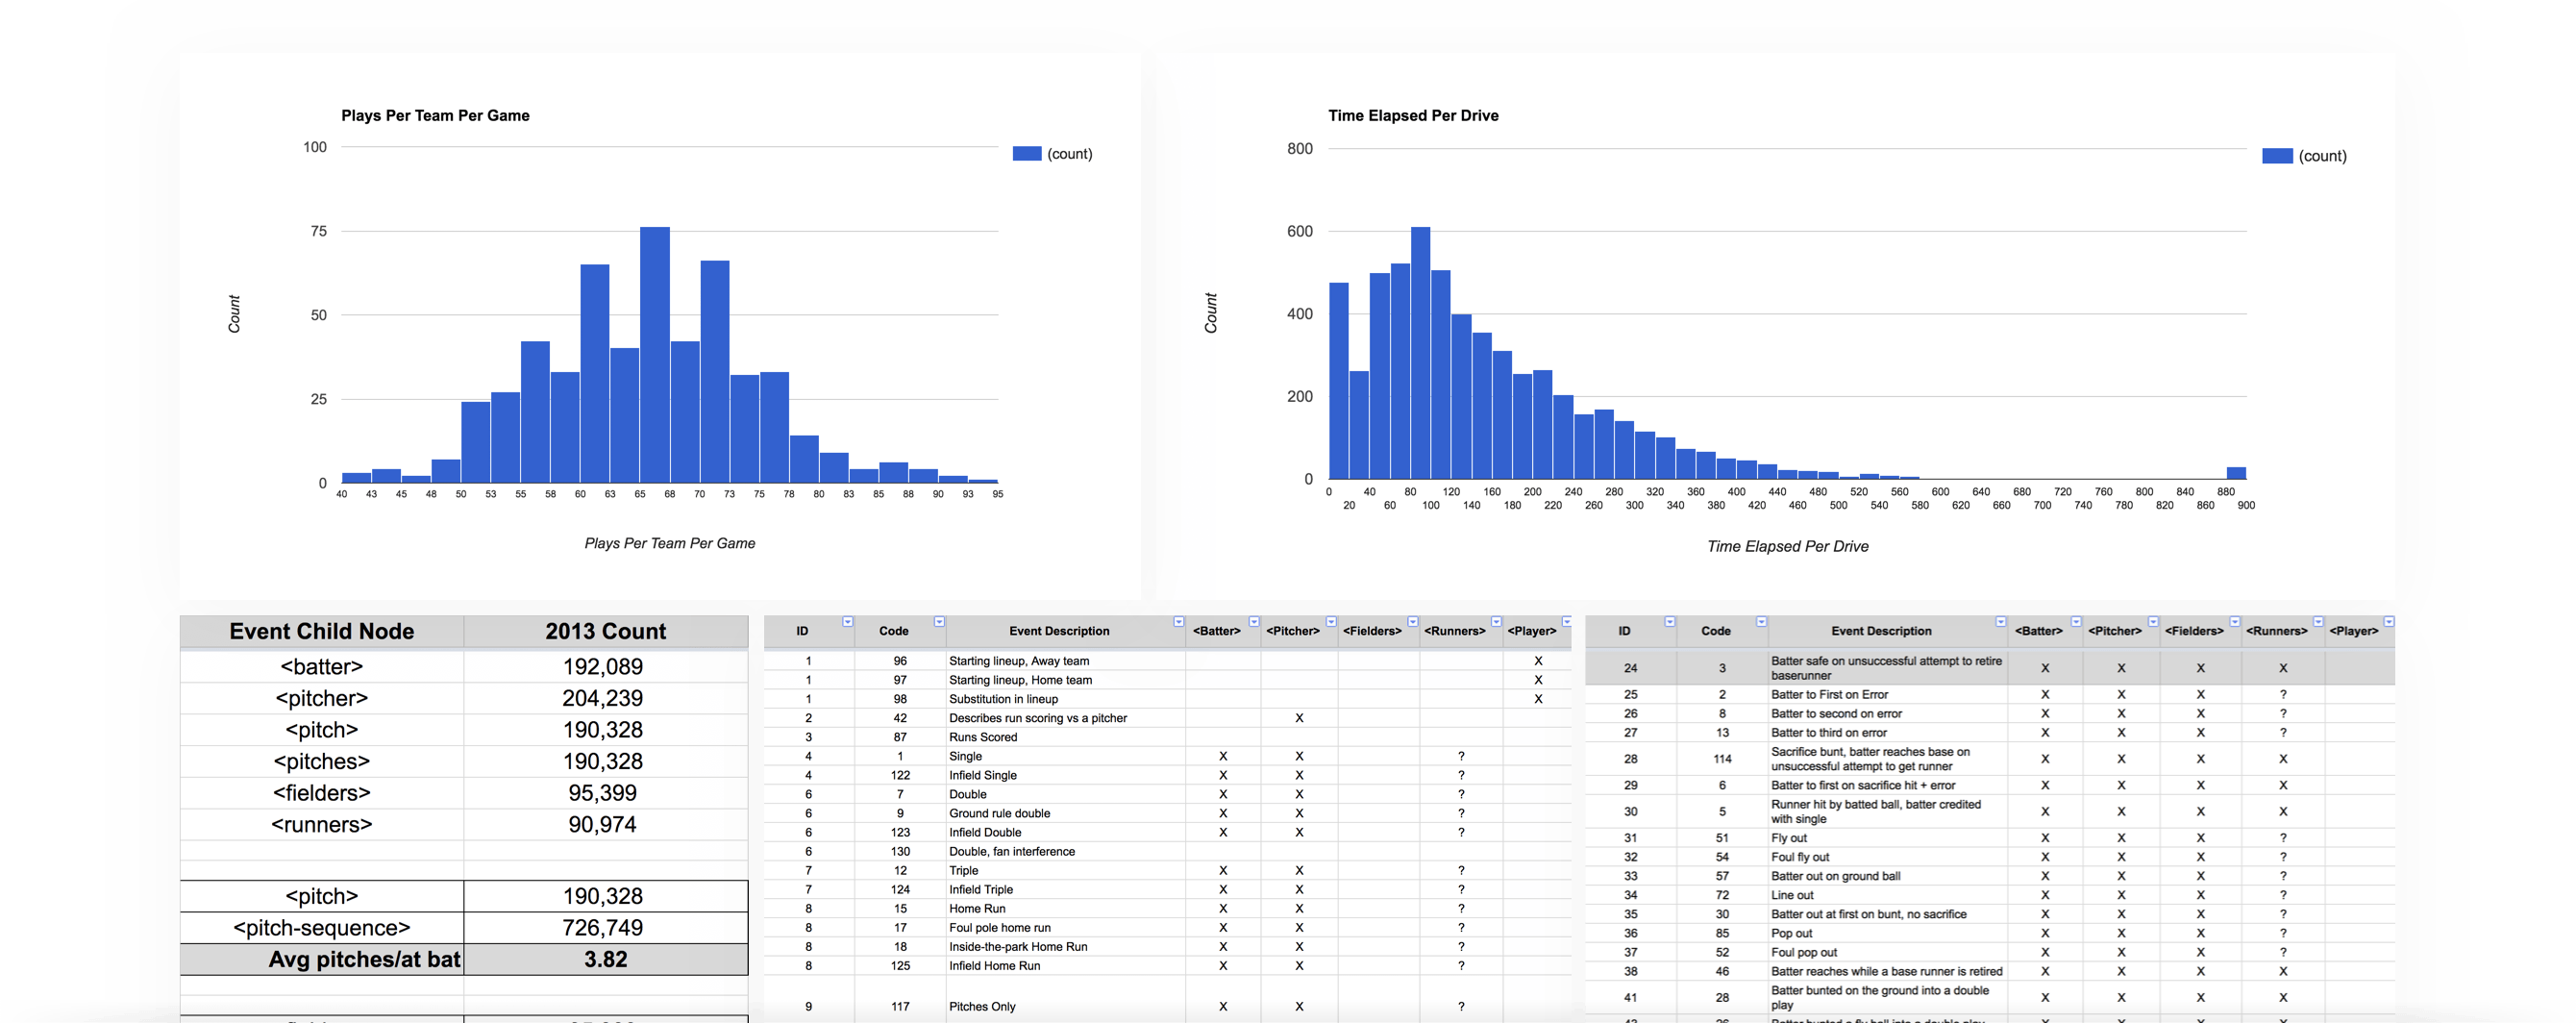 Plays Per Team Per Game
100
(count)
75
50
25
0
Count
40 43 45 48 50 53 55 58 60 63 65 68 70 73 75 78 80 83 85 88 90 93 95
Plays Per Team Per Game
Time Elapsed Per Drive
800
(count)
600
400
200
0
Count
0 40 80 120 160 200 240 280 320 360 400 440 480 520 560 600 640 680 720 760 800 840 880
20 60 100 140 180 220 260 300 340 380 420 460 500 540 580 620 660 700 740 780 820 860 900
Time Elapsed Per Drive
Event Child Node 2013 Count
<batter> 192,089
<pitcher> 204,239
<pitch> 190,328
<pitches> 190,328
<fielders> 95,399
<runners> 90,974
<pitch> 190,328
<pitch-sequence> 726,749
Avg pitches/at bat 3.82
ID Code Event Description <Batter> <Pitcher> <Fielders> <Runners> <Player>
1 96 Starting lineup, Away team X
1 97 Starting lineup, Home team X
1 98 Substitution in lineup X
2 42 Describes run scoring vs a pitcher X
3 87 Runs Scored
4 1 Single X X ?
4 122 Infield Single X X ?
6 7 Double X X ?
6 9 Ground rule double X X ?
6 123 Infield Double X X ?
6 130 Double, fan interference
7 12 Triple X X ?
7 124 Infield Triple X X ?
8 15 Home Run X X ?
8 17 Foul pole home run X X ?
8 18 Inside-the-park Home Run X X ?
8 125 Infield Home Run X X ?
9 117 Pitches Only X X ?
ID Code Event Description <Batter> <Pitcher> <Fielders> <Runners> <Player>
24 3 Batter safe on unsuccessful attempt to retire X X X X
baserunner
25 2 Batter to First on Error X X X ?
26 8 Batter to second on error X X X ?
27 13 Batter to third on error X X X ?
28 114 Sacrifice bunt, batter reaches base on X X X X
unsuccessful attempt to get runner
29 6 Batter to first on sacrifice hit + error X X X X
30 5 Runner hit by batted ball, batter credited X X X X
with single
31 51 Fly out X X X ?
32 54 Foul fly out X X X ?
33 57 Batter out on ground ball X X X ?
34 72 Line out X X X ?
35 30 Batter out at first on bunt, no sacrifice X X X ?
36 85 Pop out X X X ?
37 52 Foul pop out X X X ?
38 46 Batter reaches while a base runner is retired X X X X
41 28 Batter bunted on the ground into a double X X X X
play